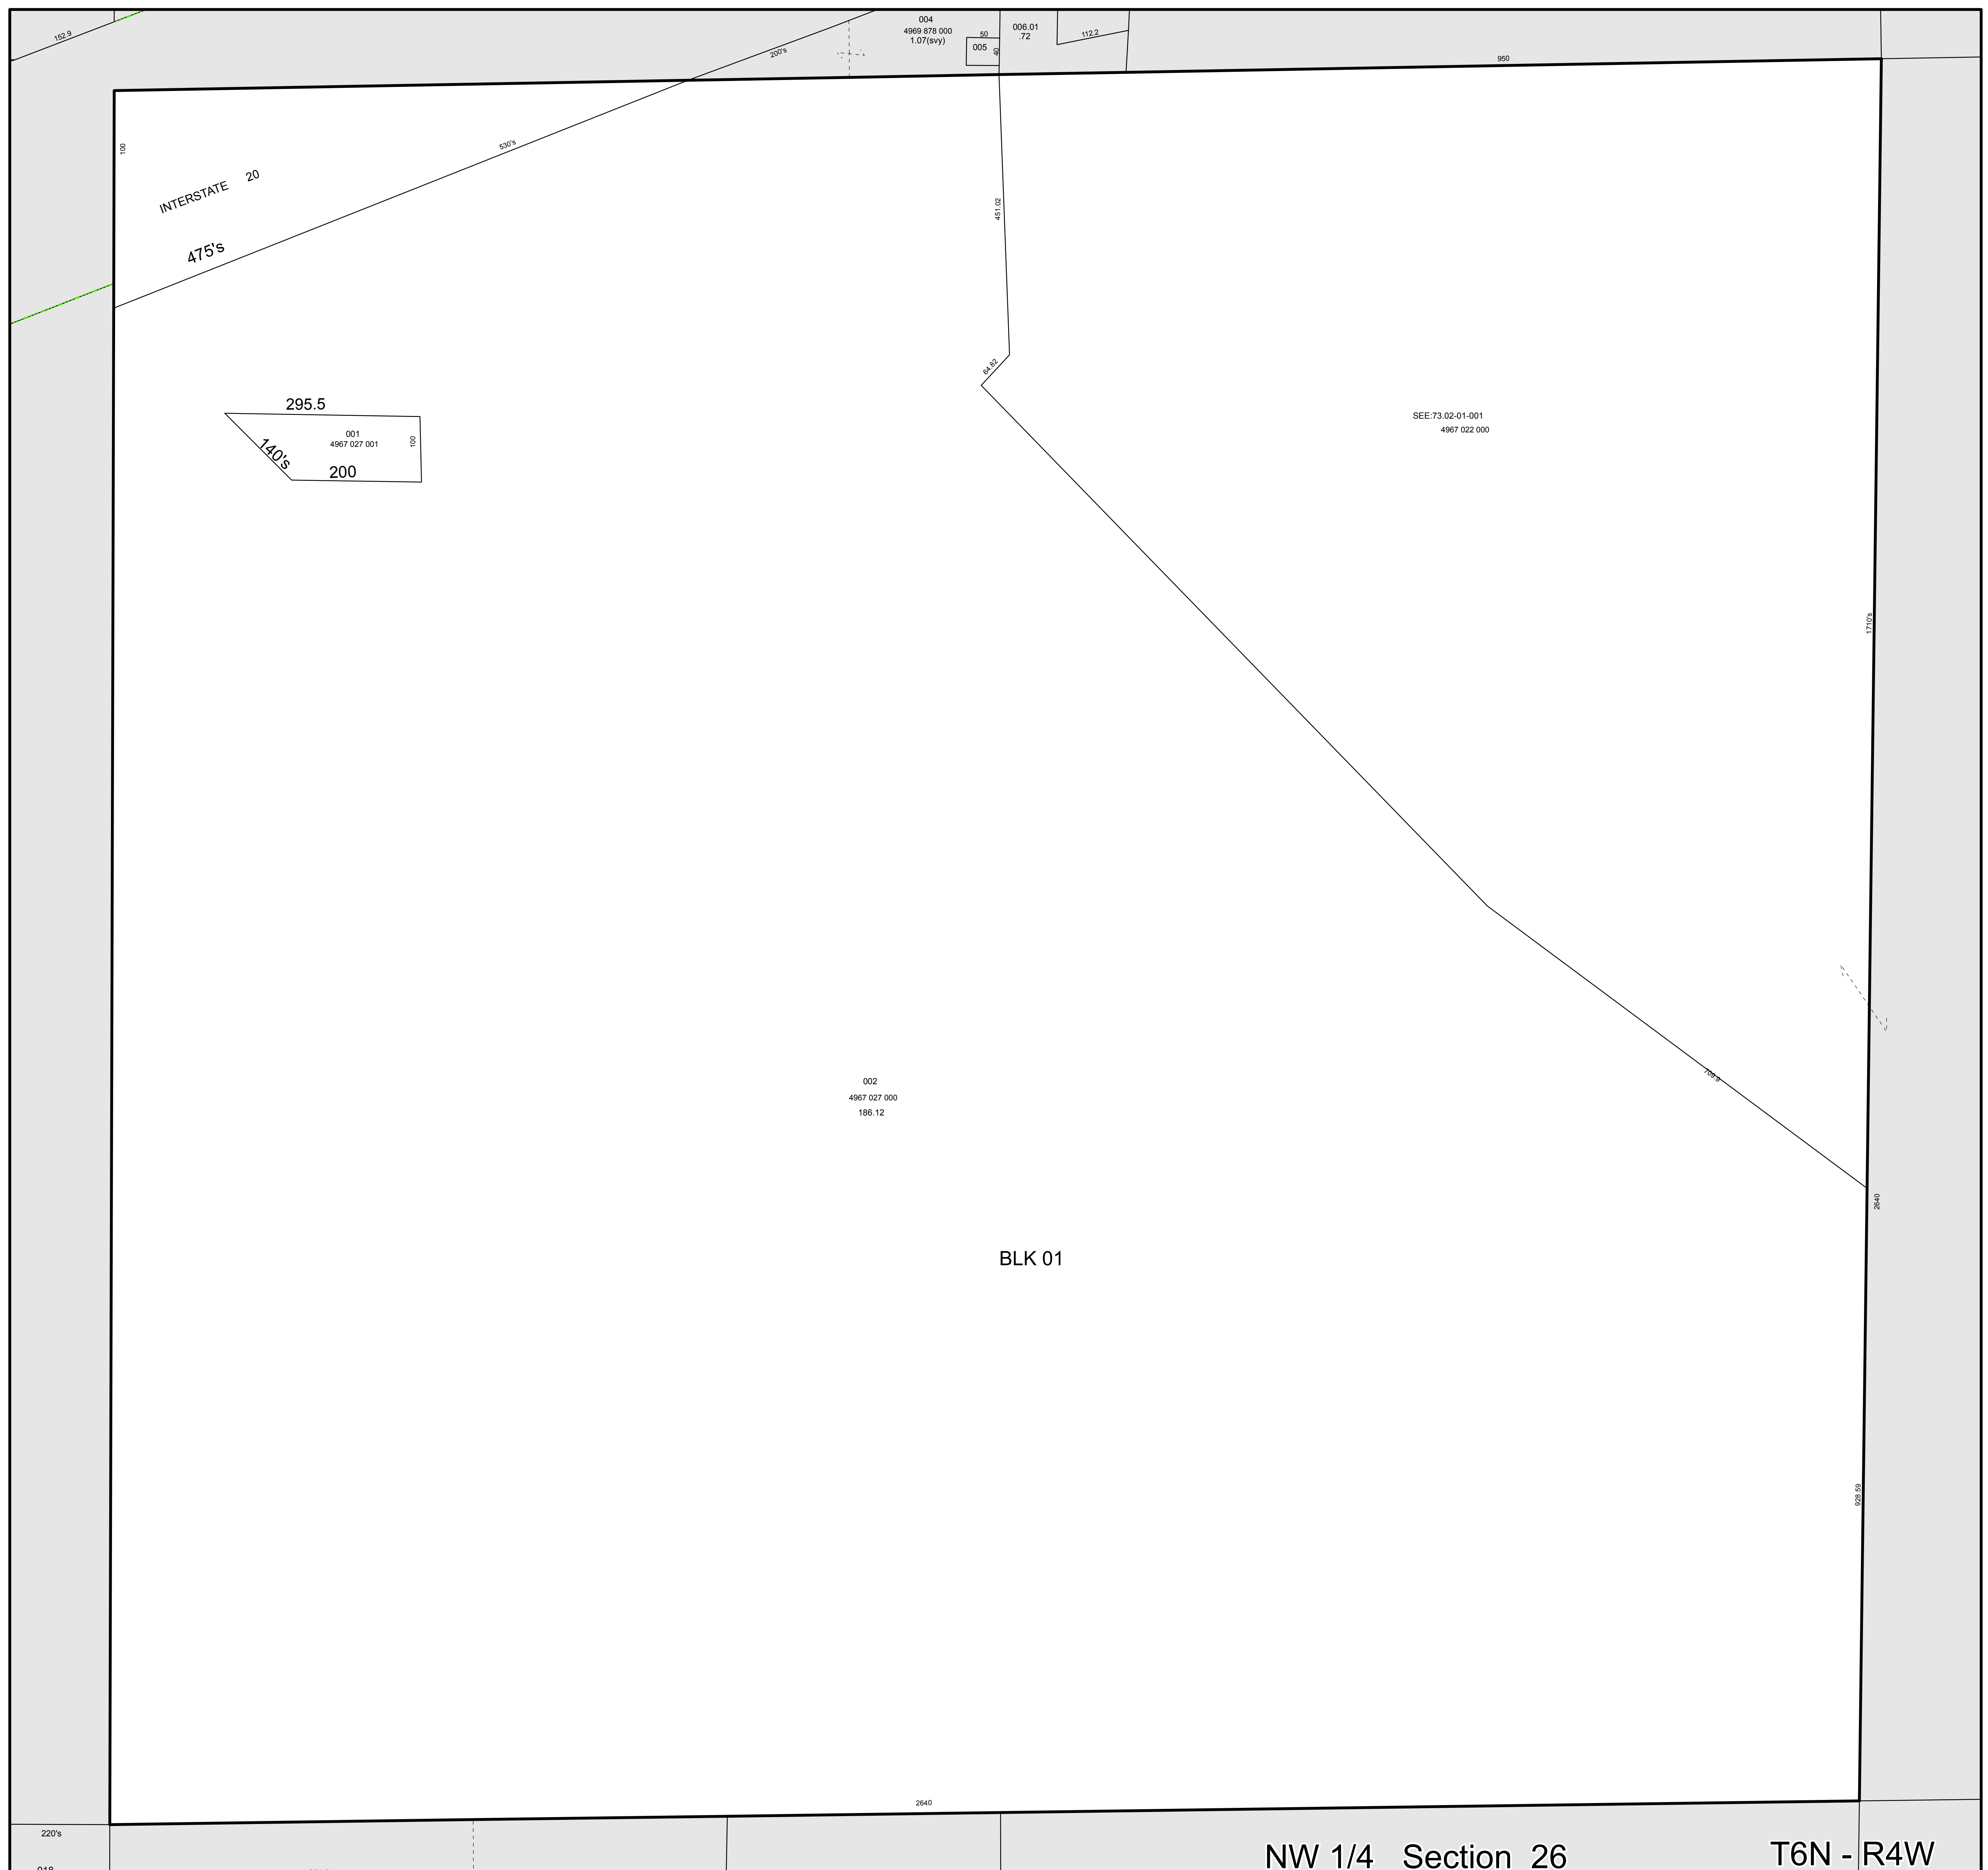 152.9
004
4969 878 000
1.07(svy)
50
005
40
006.01
.72
112.2
200's
950
100
530's
INTERSTATE 20
475's
451.02
64.82
SEE:73.02-01-001
4967 022 000
295.5
001
4967 027 001
100
140's
200
1710's
002
4967 027 000
186.12
709.9
2640
BLK 01
928.59
2640
220's
018
NW 1/4 Section 26
T6N - R4W